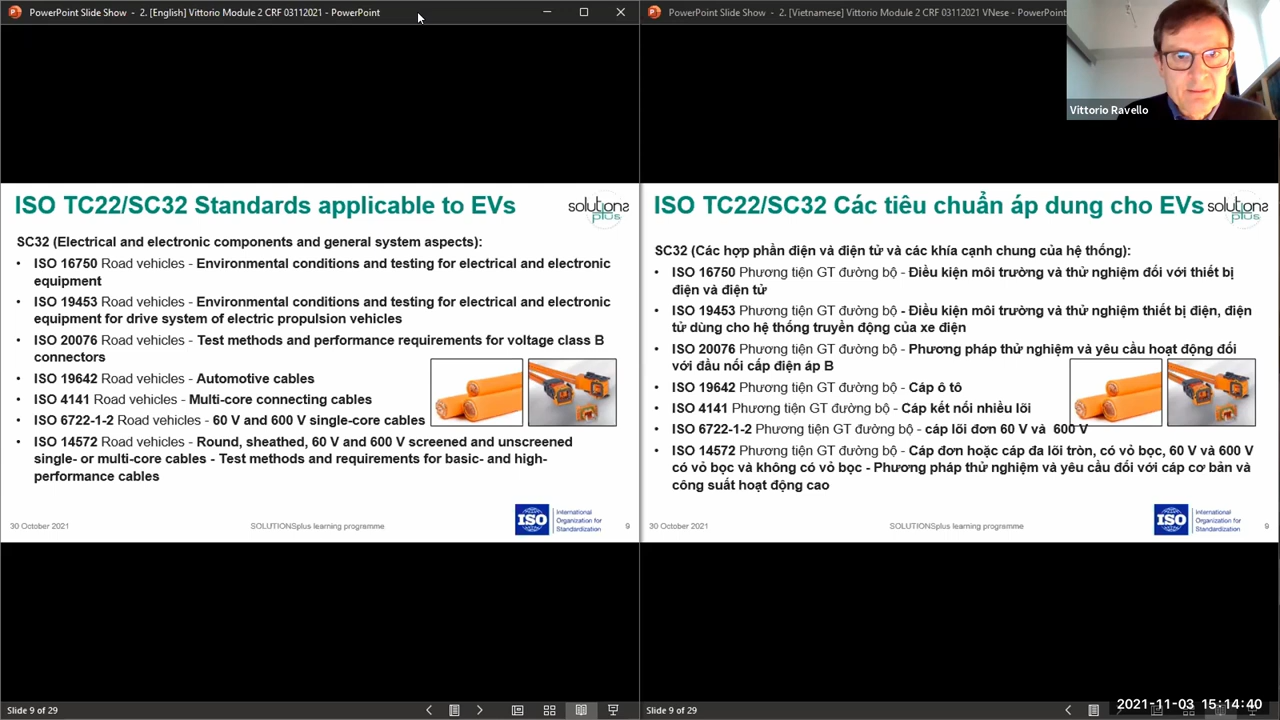 PowerPoint Slide Show - 2. [English] Vittorio Module 2 CRF 03112021 - PowerPoint
ISO TC22/SC32 Standards applicable to EVs
solutions
plus
SC32 (Electrical and electronic components and general system aspects):
• ISO 16750 Road vehicles - Environmental conditions and testing for electrical and electronic
equipment
• ISO 19453 Road vehicles - Environmental conditions and testing for electrical and electronic
equipment for drive system of electric propulsion vehicles
• ISO 20076 Road vehicles - Test methods and performance requirements for voltage class B
connectors
• ISO 19642 Road vehicles - Automotive cables
• ISO 4141 Road vehicles - Multi-core connecting cables
• ISO 6722-1-2 Road vehicles - 60 V and 600 V single-core cables
• ISO 14572 Road vehicles - Round, sheathed, 60 V and 600 V screened and unscreened
single- or multi-core cables - Test methods and requirements for basic- and high-
performance cables
30 October 2021
SOLUTIONSplus learning programme
ISO
International
Organization for
Standardization
9
Slide 9 of 29
PowerPoint Slide Show - 2. [Vietnamese] Vittorio Module 2 CRF 03112021 VNese - PowerPoint
Vittorio Ravello
ISO TC22/SC32 Các tiêu chuẩn áp dung cho EVs
solutions
plus
SC32 (Các hợp phần điện và điện tử và các khía cạnh chung của hệ thống):
• ISO 16750 Phương tiện GT đường bộ - Điều kiện môi trường và thử nghiệm đối với thiết bị
điện và điện tử
• ISO 19453 Phương tiện GT đường bộ - Điều kiện môi trường và thử nghiệm thiết bị điện, điện
tử dùng cho hệ thống truyền động của xe điện
• ISO 20076 Phương tiện GT đường bộ - Phương pháp thử nghiệm và yêu cầu hoạt động đối
với đầu nối cấp điện áp B
• ISO 19642 Phương tiện GT đường bộ - Cáp ô tô
• ISO 4141 Phương tiện GT đường bộ - Cáp kết nối nhiều lõi
• ISO 6722-1-2 Phương tiện GT đường bộ - cáp lõi đơn 60 V và 600 V
• ISO 14572 Phương tiện GT đường bộ - Cáp đơn hoặc cáp đa lõi tròn, có vỏ bọc, 60 V và 600 V
có vỏ bọc và không có vỏ bọc - Phương pháp thử nghiệm và yêu cầu đối với cáp cơ bản và
công suất hoạt động cao
30 October 2021
SOLUTIONSplus learning programme
ISO
International
Organization for
Standardization
9
Slide 9 of 29
2021-11-03 15:14:40